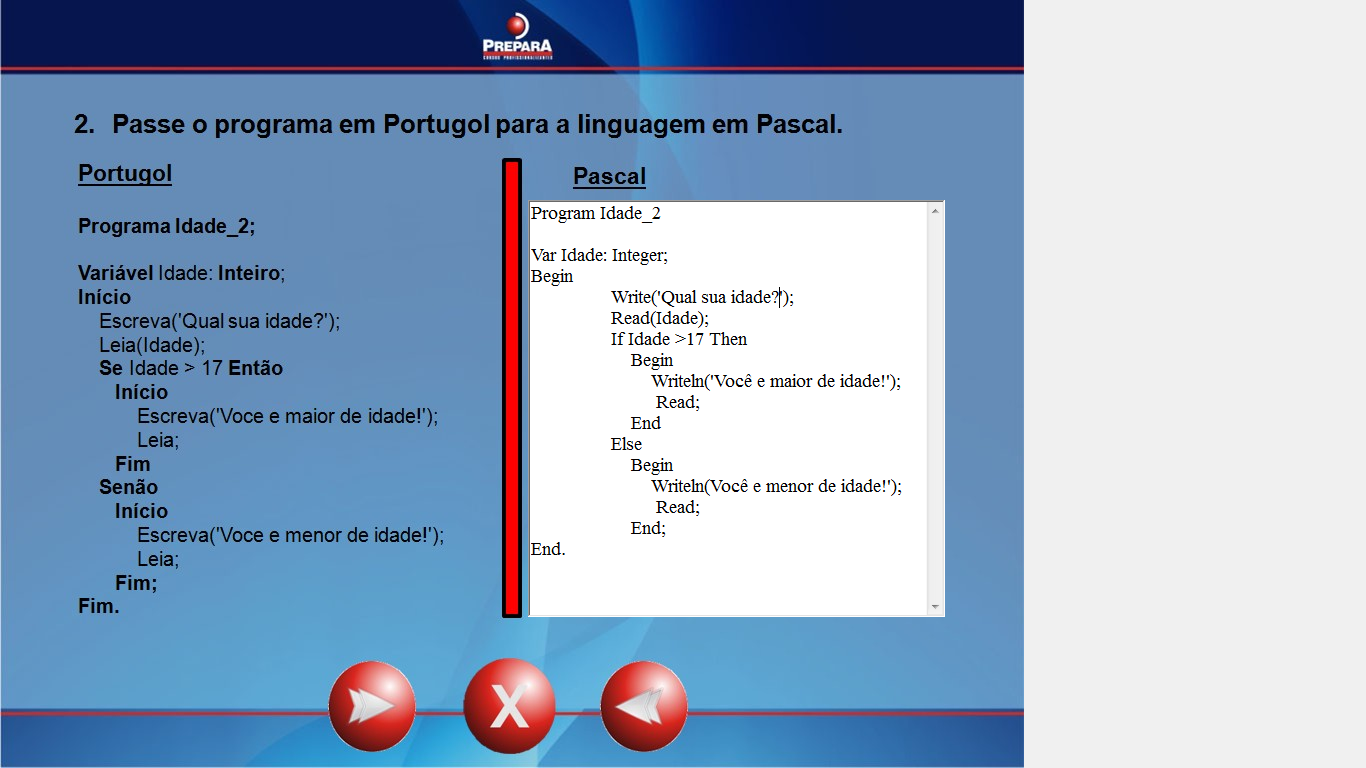 PREPARA
CURSOS PROFISSIONALIZANTES
2. Passe o programa em Portugol para a linguagem em Pascal.
Portugol
Programa Idade_2;
Variável Idade: Inteiro;
Início
Escreva('Qual sua idade?');
Leia(Idade);
Se Idade > 17 Então
Início
Escreva('Voce e maior de idade!');
Leia;
Fim
Senão
Início
Escreva('Voce e menor de idade!');
Leia;
Fim;
Fim.
Pascal
Program Idade_2
Var Idade: Integer;
Begin
Write('Qual sua idade?');
Read(Idade);
If Idade >17 Then
Begin
Writeln('Você e maior de idade!');
Read;
End
Else
Begin
Writeln(Você e menor de idade!');
Read;
End;
End.
X